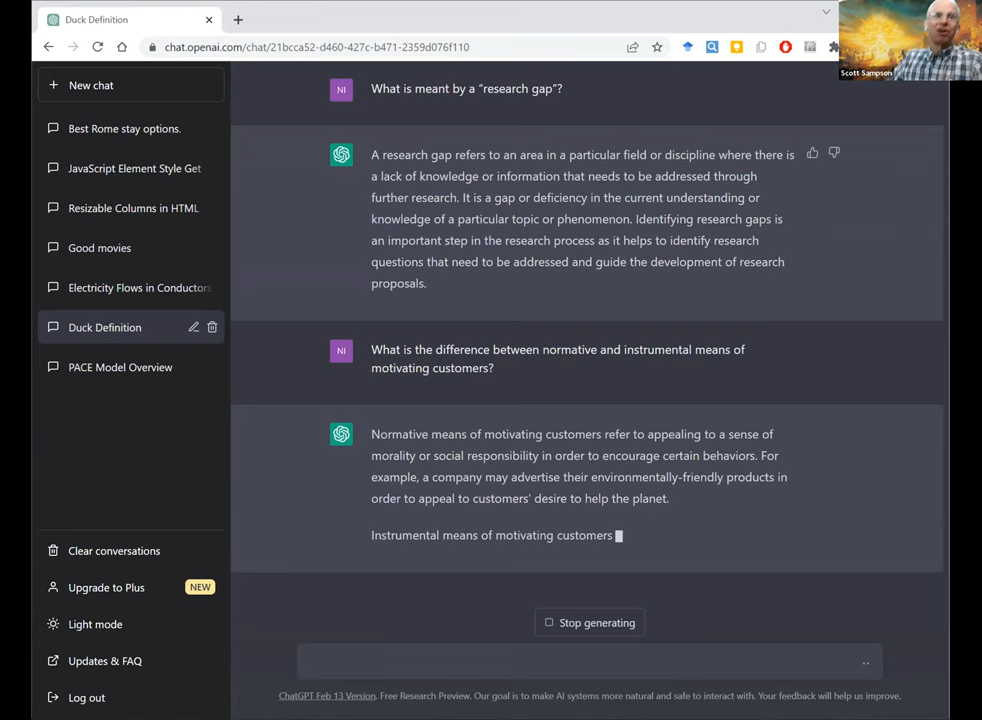 Duck Definition
chat.openai.com/chat/21bcca52-d460-427c-b471-2359d076f110
Scott Sampson
New chat
Best Rome stay options.
JavaScript Element Style Get
Resizable Columns in HTML
Good movies
Electricity Flows in Conductors
Duck Definition
PACE Model Overview
Clear conversations
Upgrade to Plus NEW
Light mode
Updates & FAQ
Log out
NI What is meant by a “research gap”?
A research gap refers to an area in a particular field or discipline where there is
a lack of knowledge or information that needs to be addressed through
further research. It is a gap or deficiency in the current understanding or
knowledge of a particular topic or phenomenon. Identifying research gaps is
an important step in the research process as it helps to identify research
questions that need to be addressed and guide the development of research
proposals.
NI What is the difference between normative and instrumental means of
motivating customers?
Normative means of motivating customers refer to appealing to a sense of
morality or social responsibility in order to encourage certain behaviors. For
example, a company may advertise their environmentally-friendly products in
order to appeal to customers' desire to help the planet.
Instrumental means of motivating customers
Stop generating
ChatGPT Feb 13 Version. Free Research Preview. Our goal is to make AI systems more natural and safe to interact with. Your feedback will help us improve.